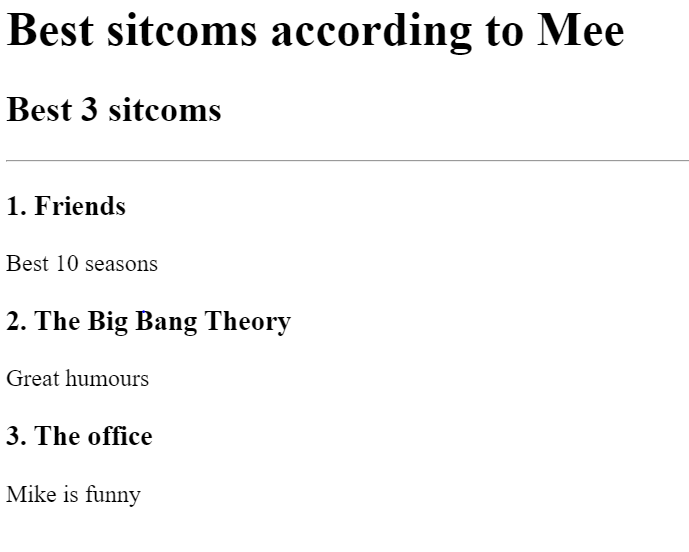 Best sitcoms according to Mee
Best 3 sitcoms
1. Friends
Best 10 seasons
2. The Big Bang Theory
Great humours
3. The office
Mike is funny